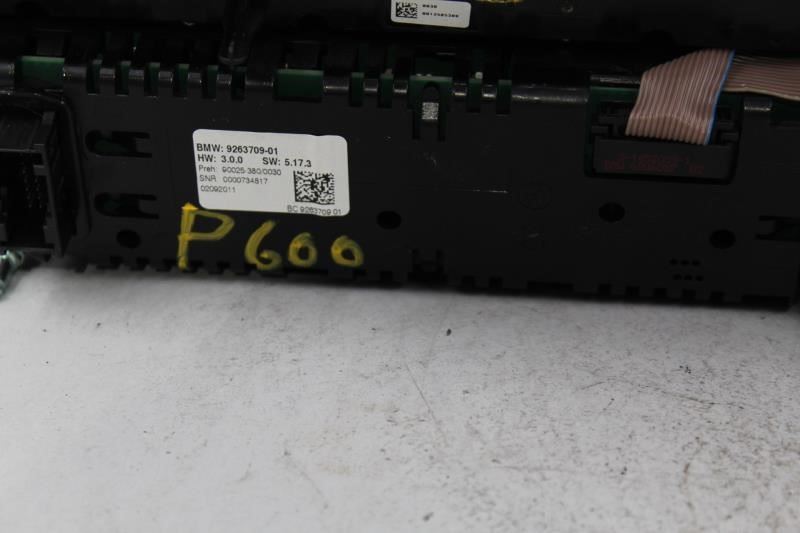 BMW: 9263709-01
HW: 3.0.0 SW: 5.17.3
Preh: 90025-380/0030
SNR: 0000734817
02092011
BC 9263709 01
P600